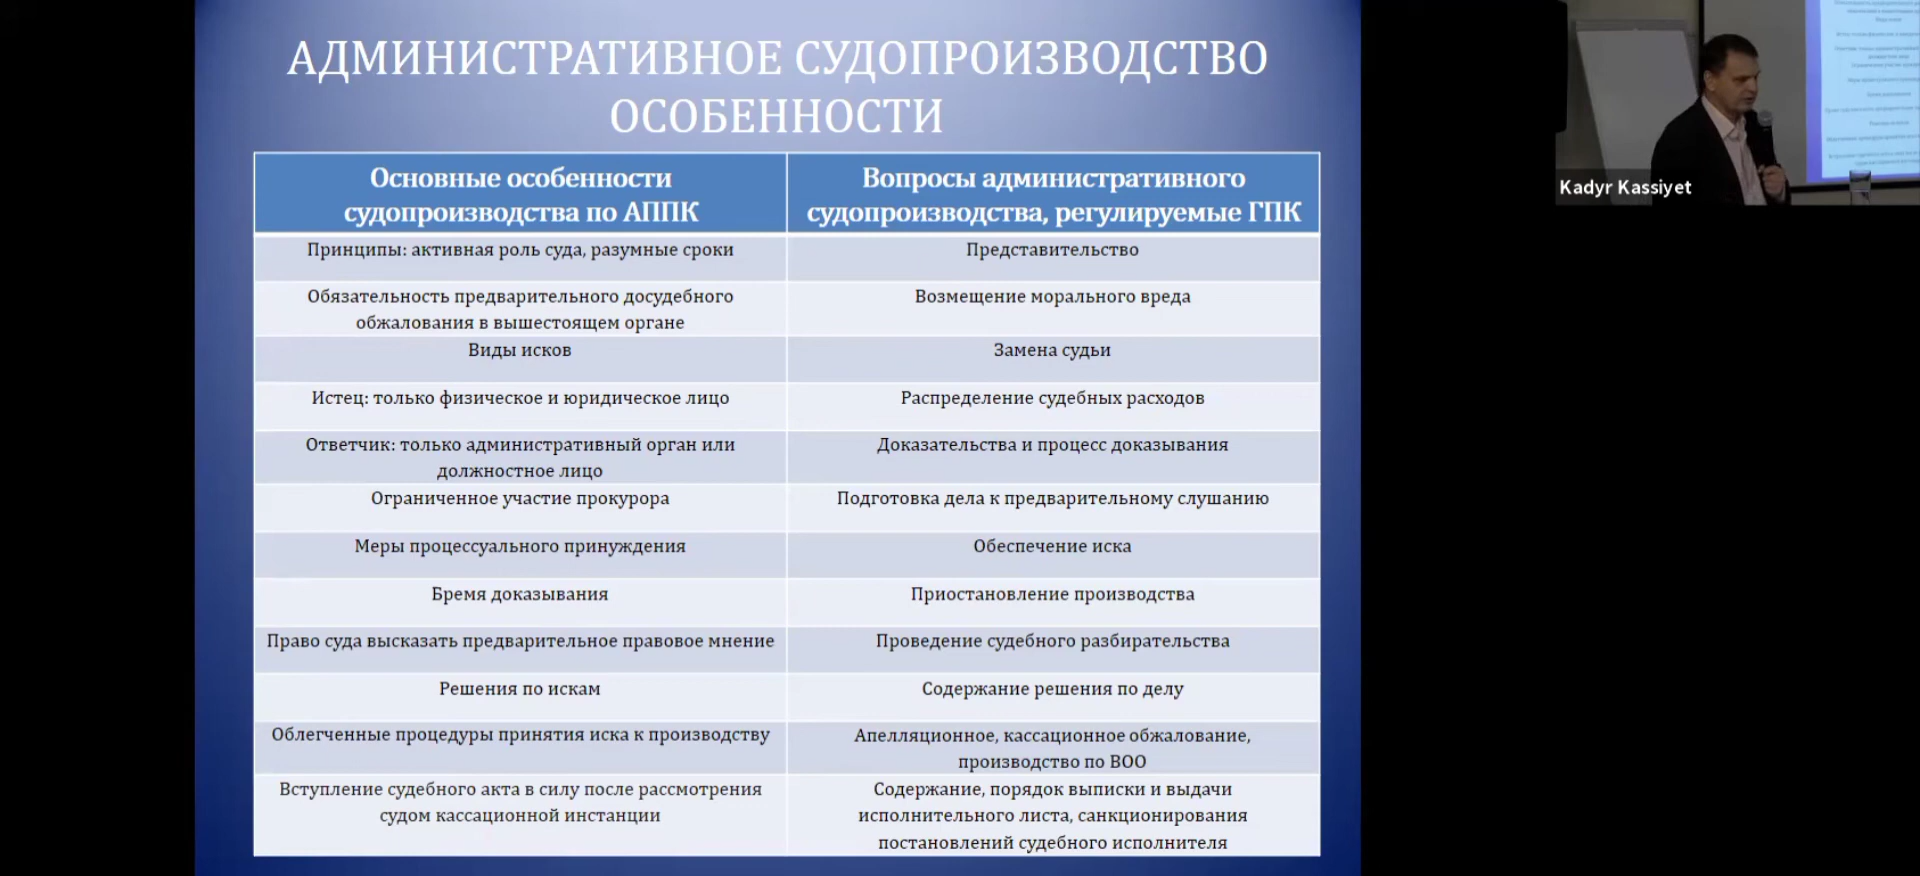 АДМИНИСТРАТИВНОЕ СУДОПРОИЗВОДСТВО
ОСОБЕННОСТИ
Основные особенности
судопроизводства по АППК
Вопросы административного
судопроизводства, регулируемые ГПК
Принципы: активная роль суда, разумные сроки
Представительство
Обязательность предварительного досудебного
обжалования в вышестоящем органе
Возмещение морального вреда
Виды исков
Замена судьи
Истец: только физическое и юридическое лицо
Распределение судебных расходов
Ответчик: только административный орган или
должностное лицо
Доказательства и процесс доказывания
Ограниченное участие прокурора
Подготовка дела к предварительному слушанию
Меры процессуального принуждения
Обеспечение иска
Бремя доказывания
Приостановление производства
Право суда высказать предварительное правовое мнение
Проведение судебного разбирательства
Решения по искам
Содержание решения по делу
Облегченные процедуры принятия иска к производству
Апелляционное, кассационное обжалование,
производство по ВОО
Вступление судебного акта в силу после рассмотрения
судом кассационной инстанции
Содержание, порядок выписки и выдачи
исполнительного листа, санкционирования
постановлений судебного исполнителя
Kadyr Kassiyet